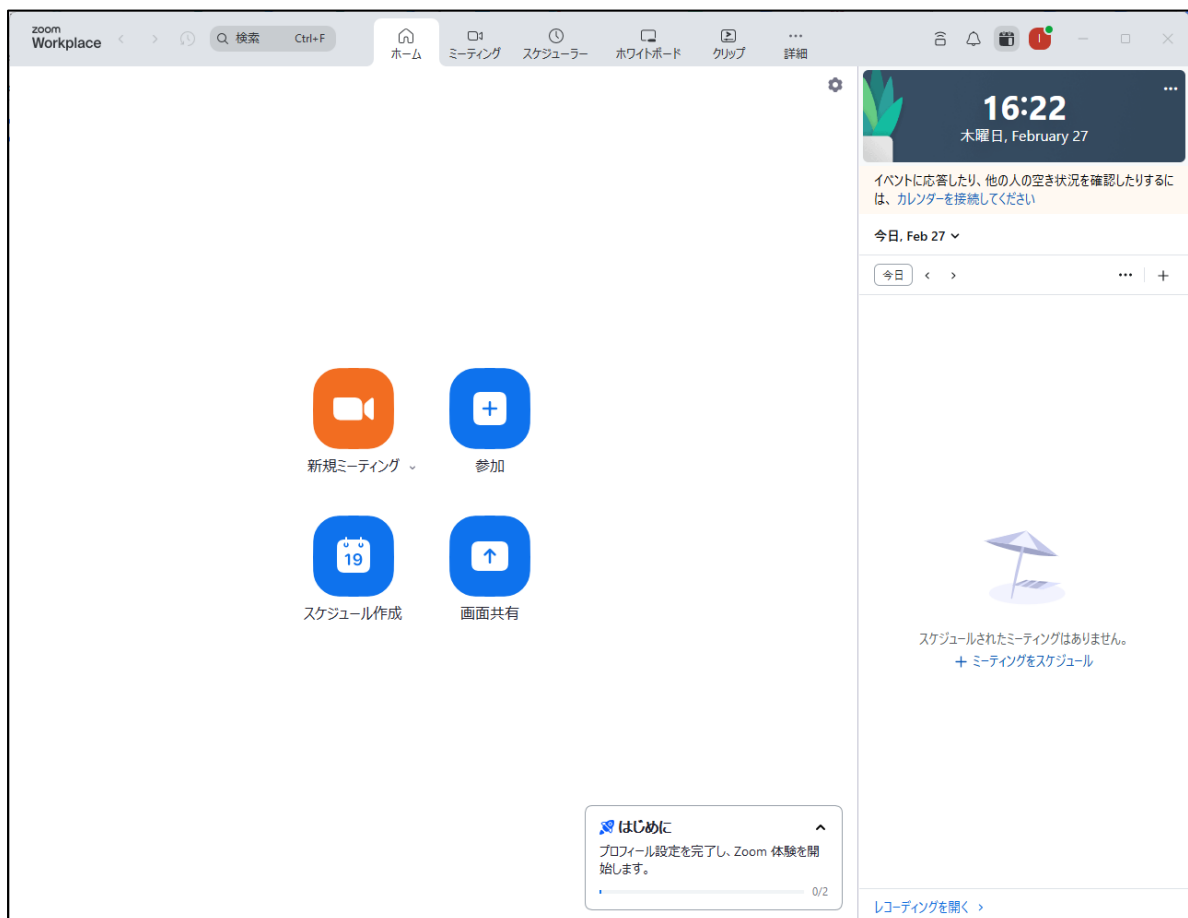 zoom
Workplace
検索 Ctrl+F
ホーム
ミーティング
スケジューラー
ホワイトボード
クリップ
詳細
I
16:22
木曜日, February 27
イベントに応答したり、他の人の空き状況を確認したりするに
は、カレンダーを接続してください
今日, Feb 27
今日
新規ミーティング
参加
19
スケジュール作成
画面共有
スケジュールされたミーティングはありません。
+ ミーティングをスケジュール
はじめに
プロフィール設定を完了し、Zoom 体験を開
始します。
0/2
レコーディングを開く